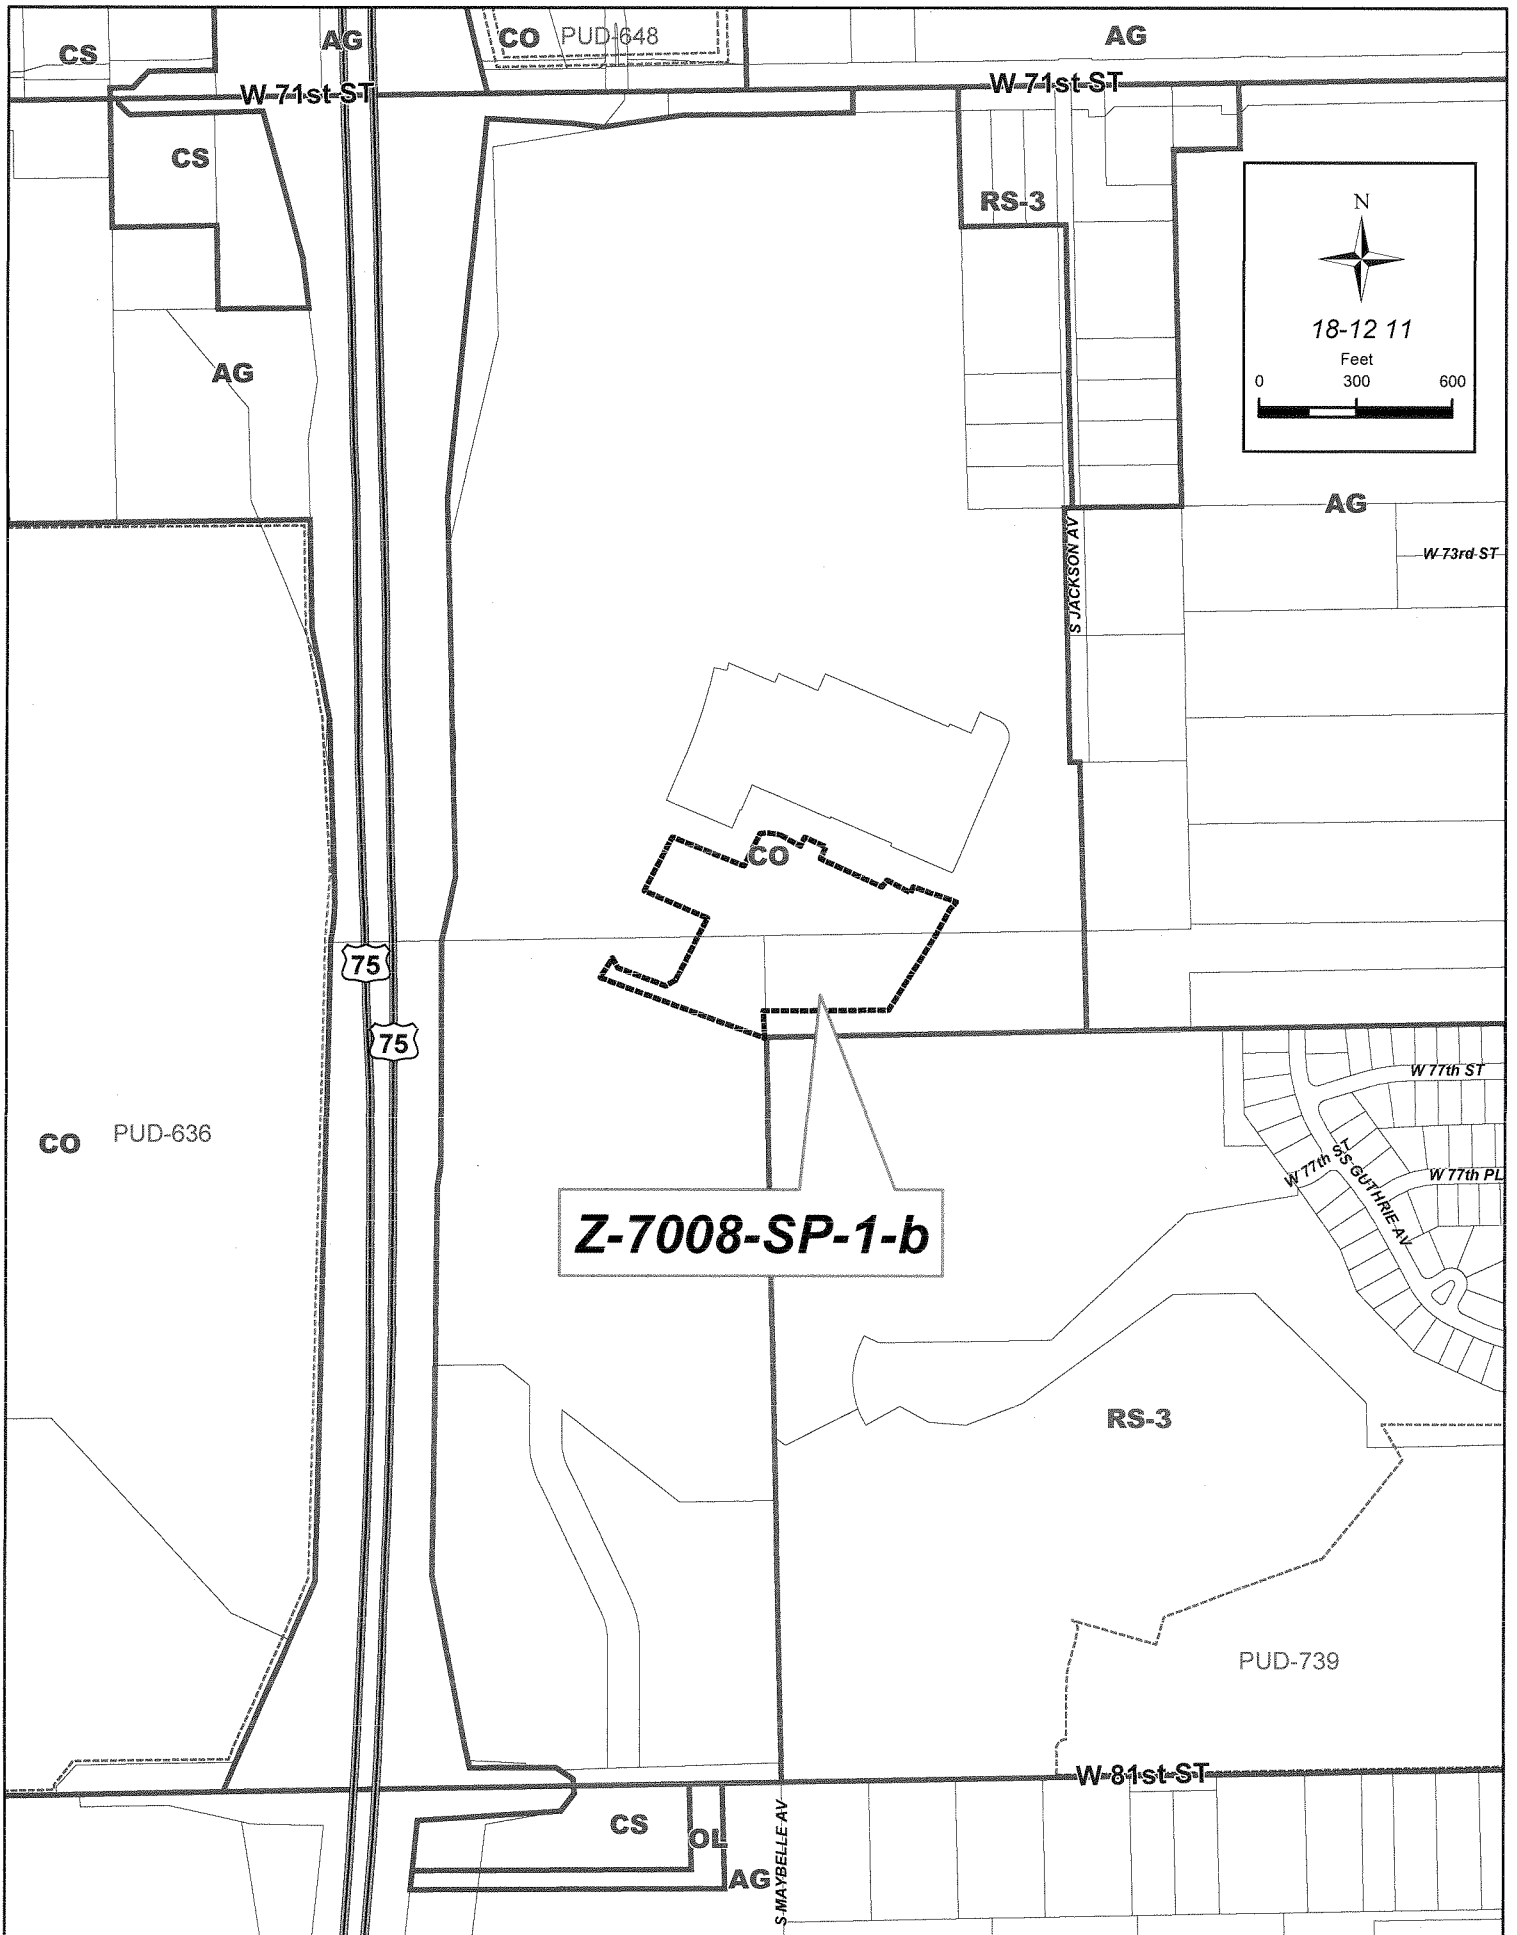 CS
AG
CO PUD-648
AG
W 71st ST
W 71st ST
CS
RS-3
N
18-12 11
Feet
0 300 600
AG
AG
W 73rd ST
S JACKSON AV
CO
75
75
CO PUD-636
W 77th ST
W 77th ST
S GUTHRIE AV
W 77th PL
Z-7008-SP-1-b
RS-3
PUD-739
W 81st ST
CS
OL
AG
S MAYBELLE AV